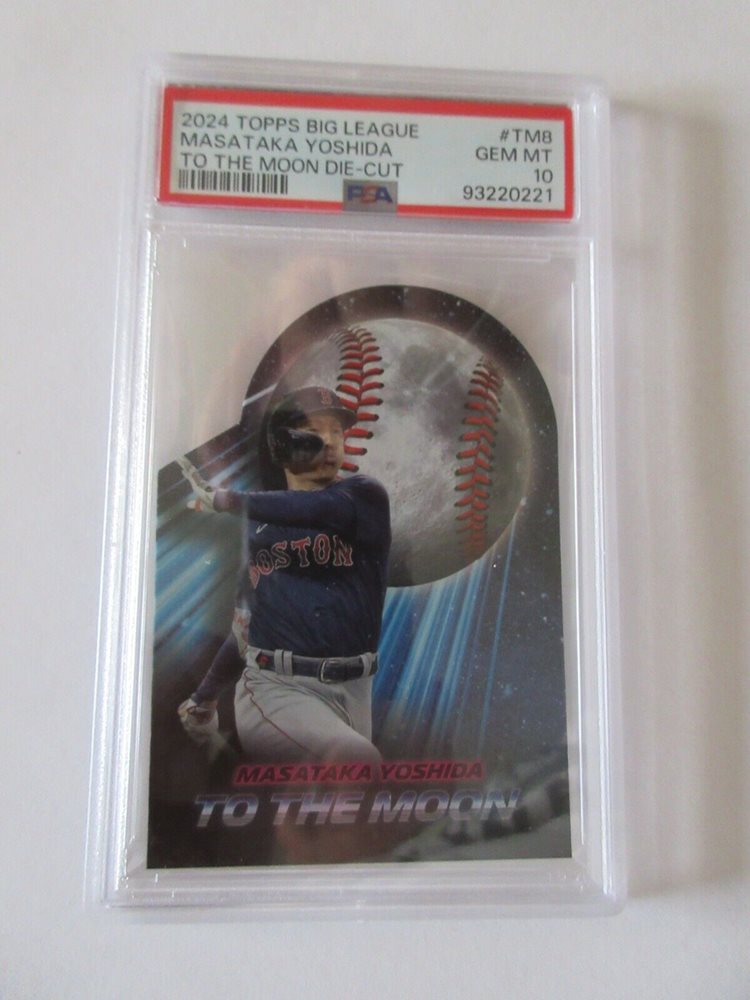 2024 TOPPS BIG LEAGUE #TM8
MASATAKA YOSHIDA GEM MT
TO THE MOON DIE-CUT 10
PSA 93220221
B
BOSTON
MASATAKA YOSHIDA
TO THE MOON